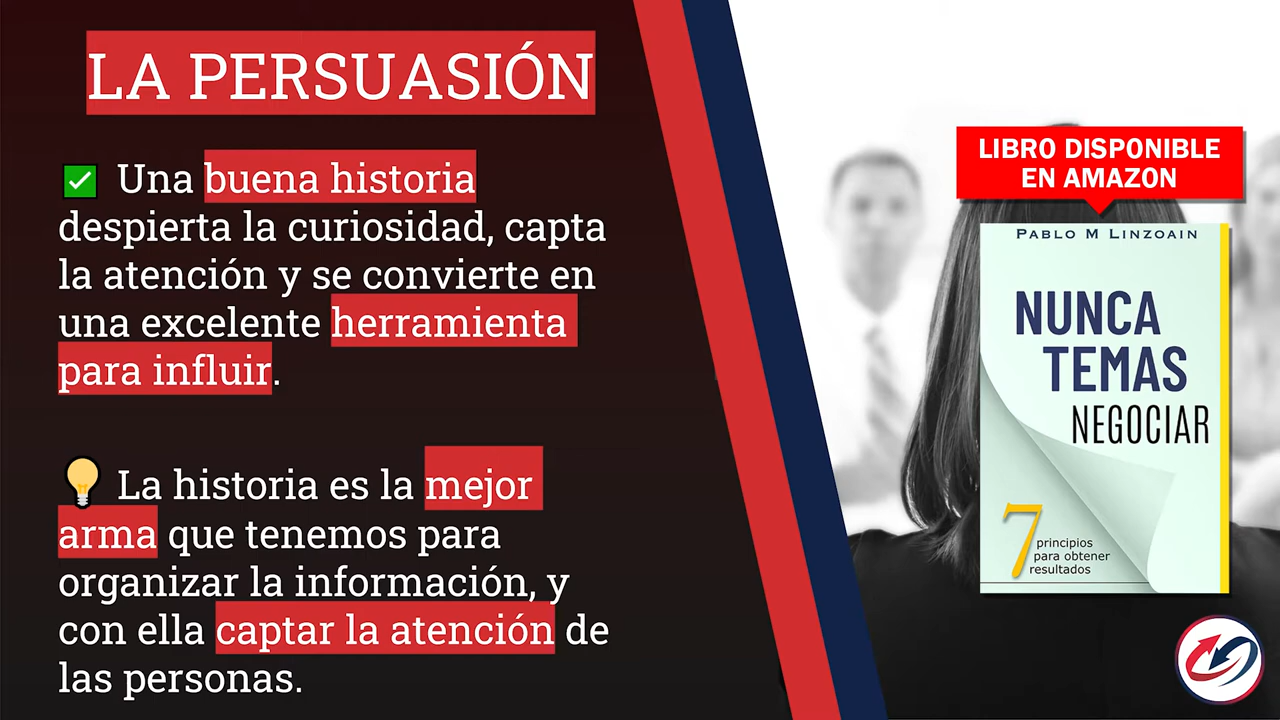 LA PERSUASIÓN
✅ Una buena historia
despierta la curiosidad, capta
la atención y se convierte en
una excelente herramienta
para influir.
💡 La historia es la mejor
arma que tenemos para
organizar la información, y
con ella captar la atención de
las personas.
LIBRO DISPONIBLE
EN AMAZON
PABLO M LINZOAIN
NUNCA
TEMAS
NEGOCIAR
7 principios
para obtener
resultados